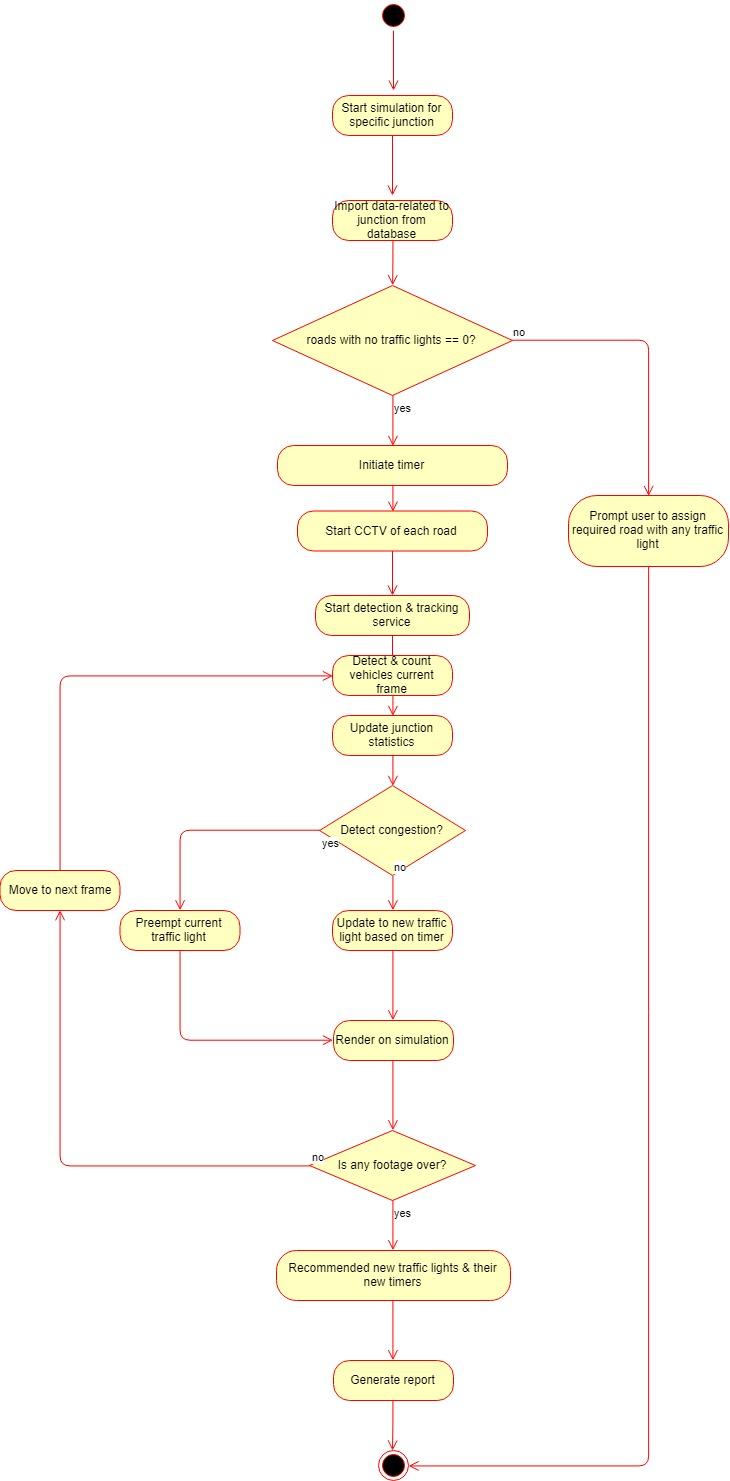 Start simulation for
specific junction
Import data-related to
junction from
database
roads with no traffic lights == 0?
no
yes
Initiate timer
Start CCTV of each road
Prompt user to assign
required road with any traffic
light
Start detection & tracking
service
Detect & count
vehicles current
frame
Update junction
statistics
Detect congestion?
yes
no
Move to next frame
Preempt current
traffic light
Update to new traffic
light based on timer
Render on simulation
Is any footage over?
no
yes
Recommended new traffic lights & their
new timers
Generate report